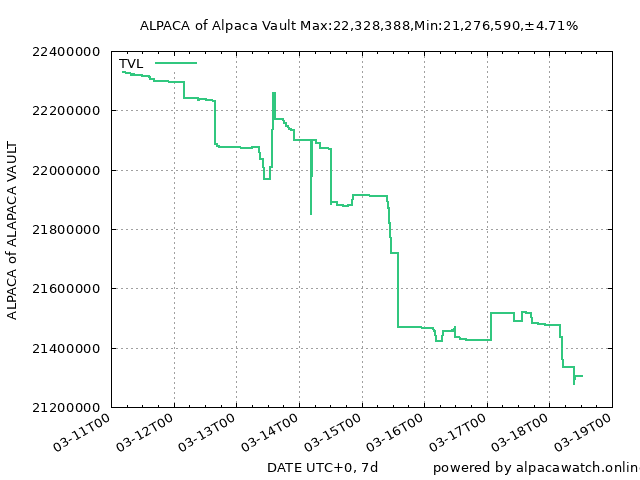 ALPACA of Alpaca Vault Max:22,328,388,Min:21,276,590,±4.71%
TVL
22400000
22200000
22000000
21800000
21600000
21400000
21200000
ALPACA of ALAPACA VAULT
03-11T00
03-12T00
03-13T00
03-14T00
03-15T00
03-16T00
03-17T00
03-18T00
03-19T00
DATE UTC+0, 7d
powered by alpacawatch.online